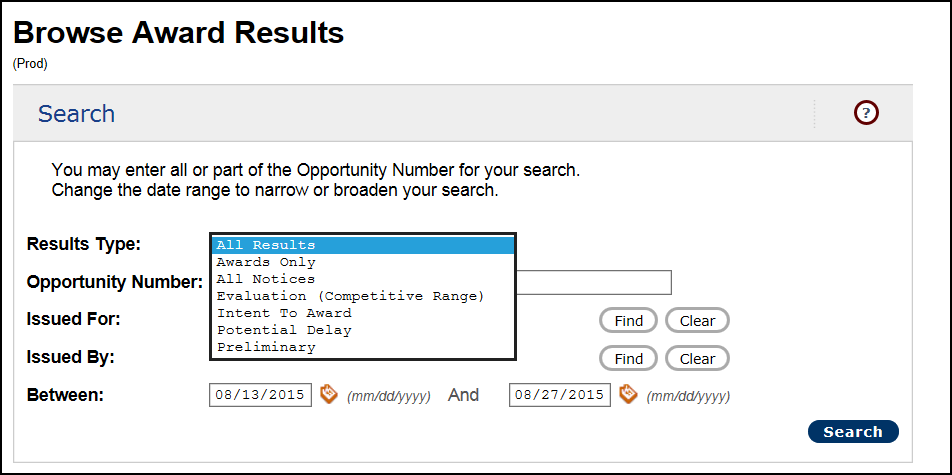 Browse Award Results
(Prod)
Search
?
You may enter all or part of the Opportunity Number for your search.
Change the date range to narrow or broaden your search.
Results Type:
All Results
Awards Only
All Notices
Evaluation (Competitive Range)
Intent To Award
Potential Delay
Preliminary
Opportunity Number:
Issued For: Find Clear
Issued By: Find Clear
Between: 08/13/2015 (mm/dd/yyyy) And 08/27/2015 (mm/dd/yyyy)
Search